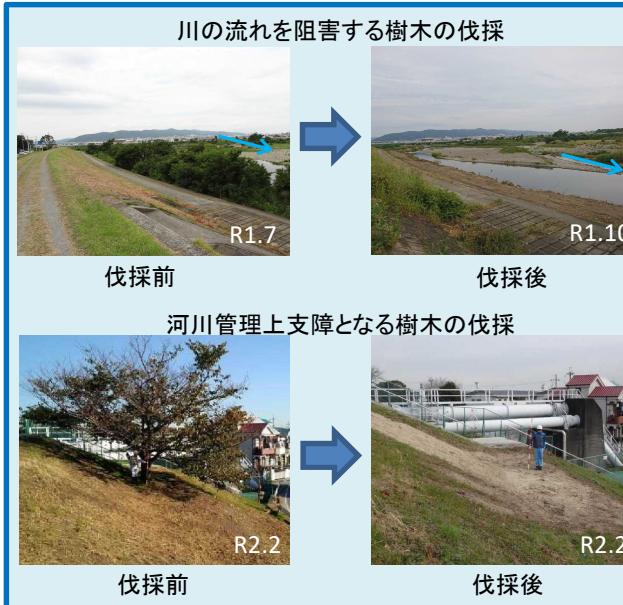 川の流れを阻害する樹木の伐採
R1.7
R1.10
伐採前
伐採後
河川管理上支障となる樹木の伐採
R2.2
R2.2
伐採前
伐採後